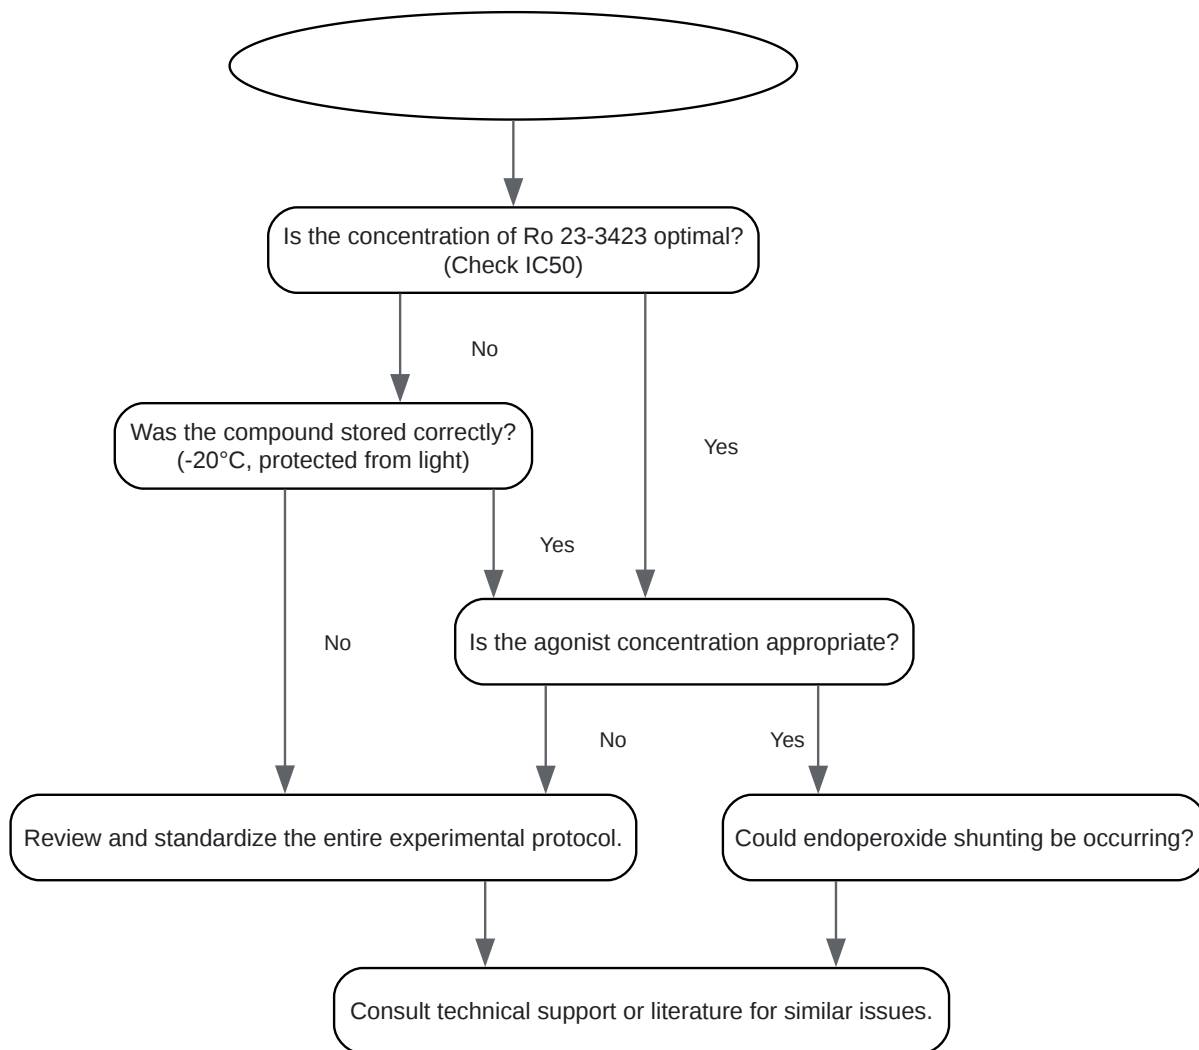 Is the concentration of Ro 23-3423 optimal?
(Check IC50)
No
Was the compound stored correctly?
(-20°C, protected from light)
Yes
Yes
Is the agonist concentration appropriate?
No
No
Yes
Review and standardize the entire experimental protocol.
Could endoperoxide shunting be occurring?
Consult technical support or literature for similar issues.